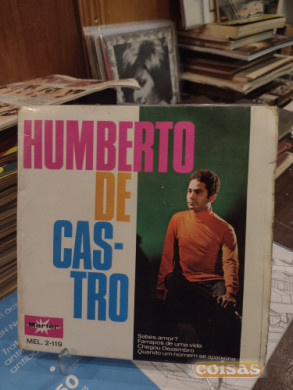 HUMBERTO
DE
CAS-
TRO
Marfer
MEL. 2-119
Sabes, amor?
Farrapos de uma vida
Chegou Dezembro
Quando um homem se apaixona
coisas
50